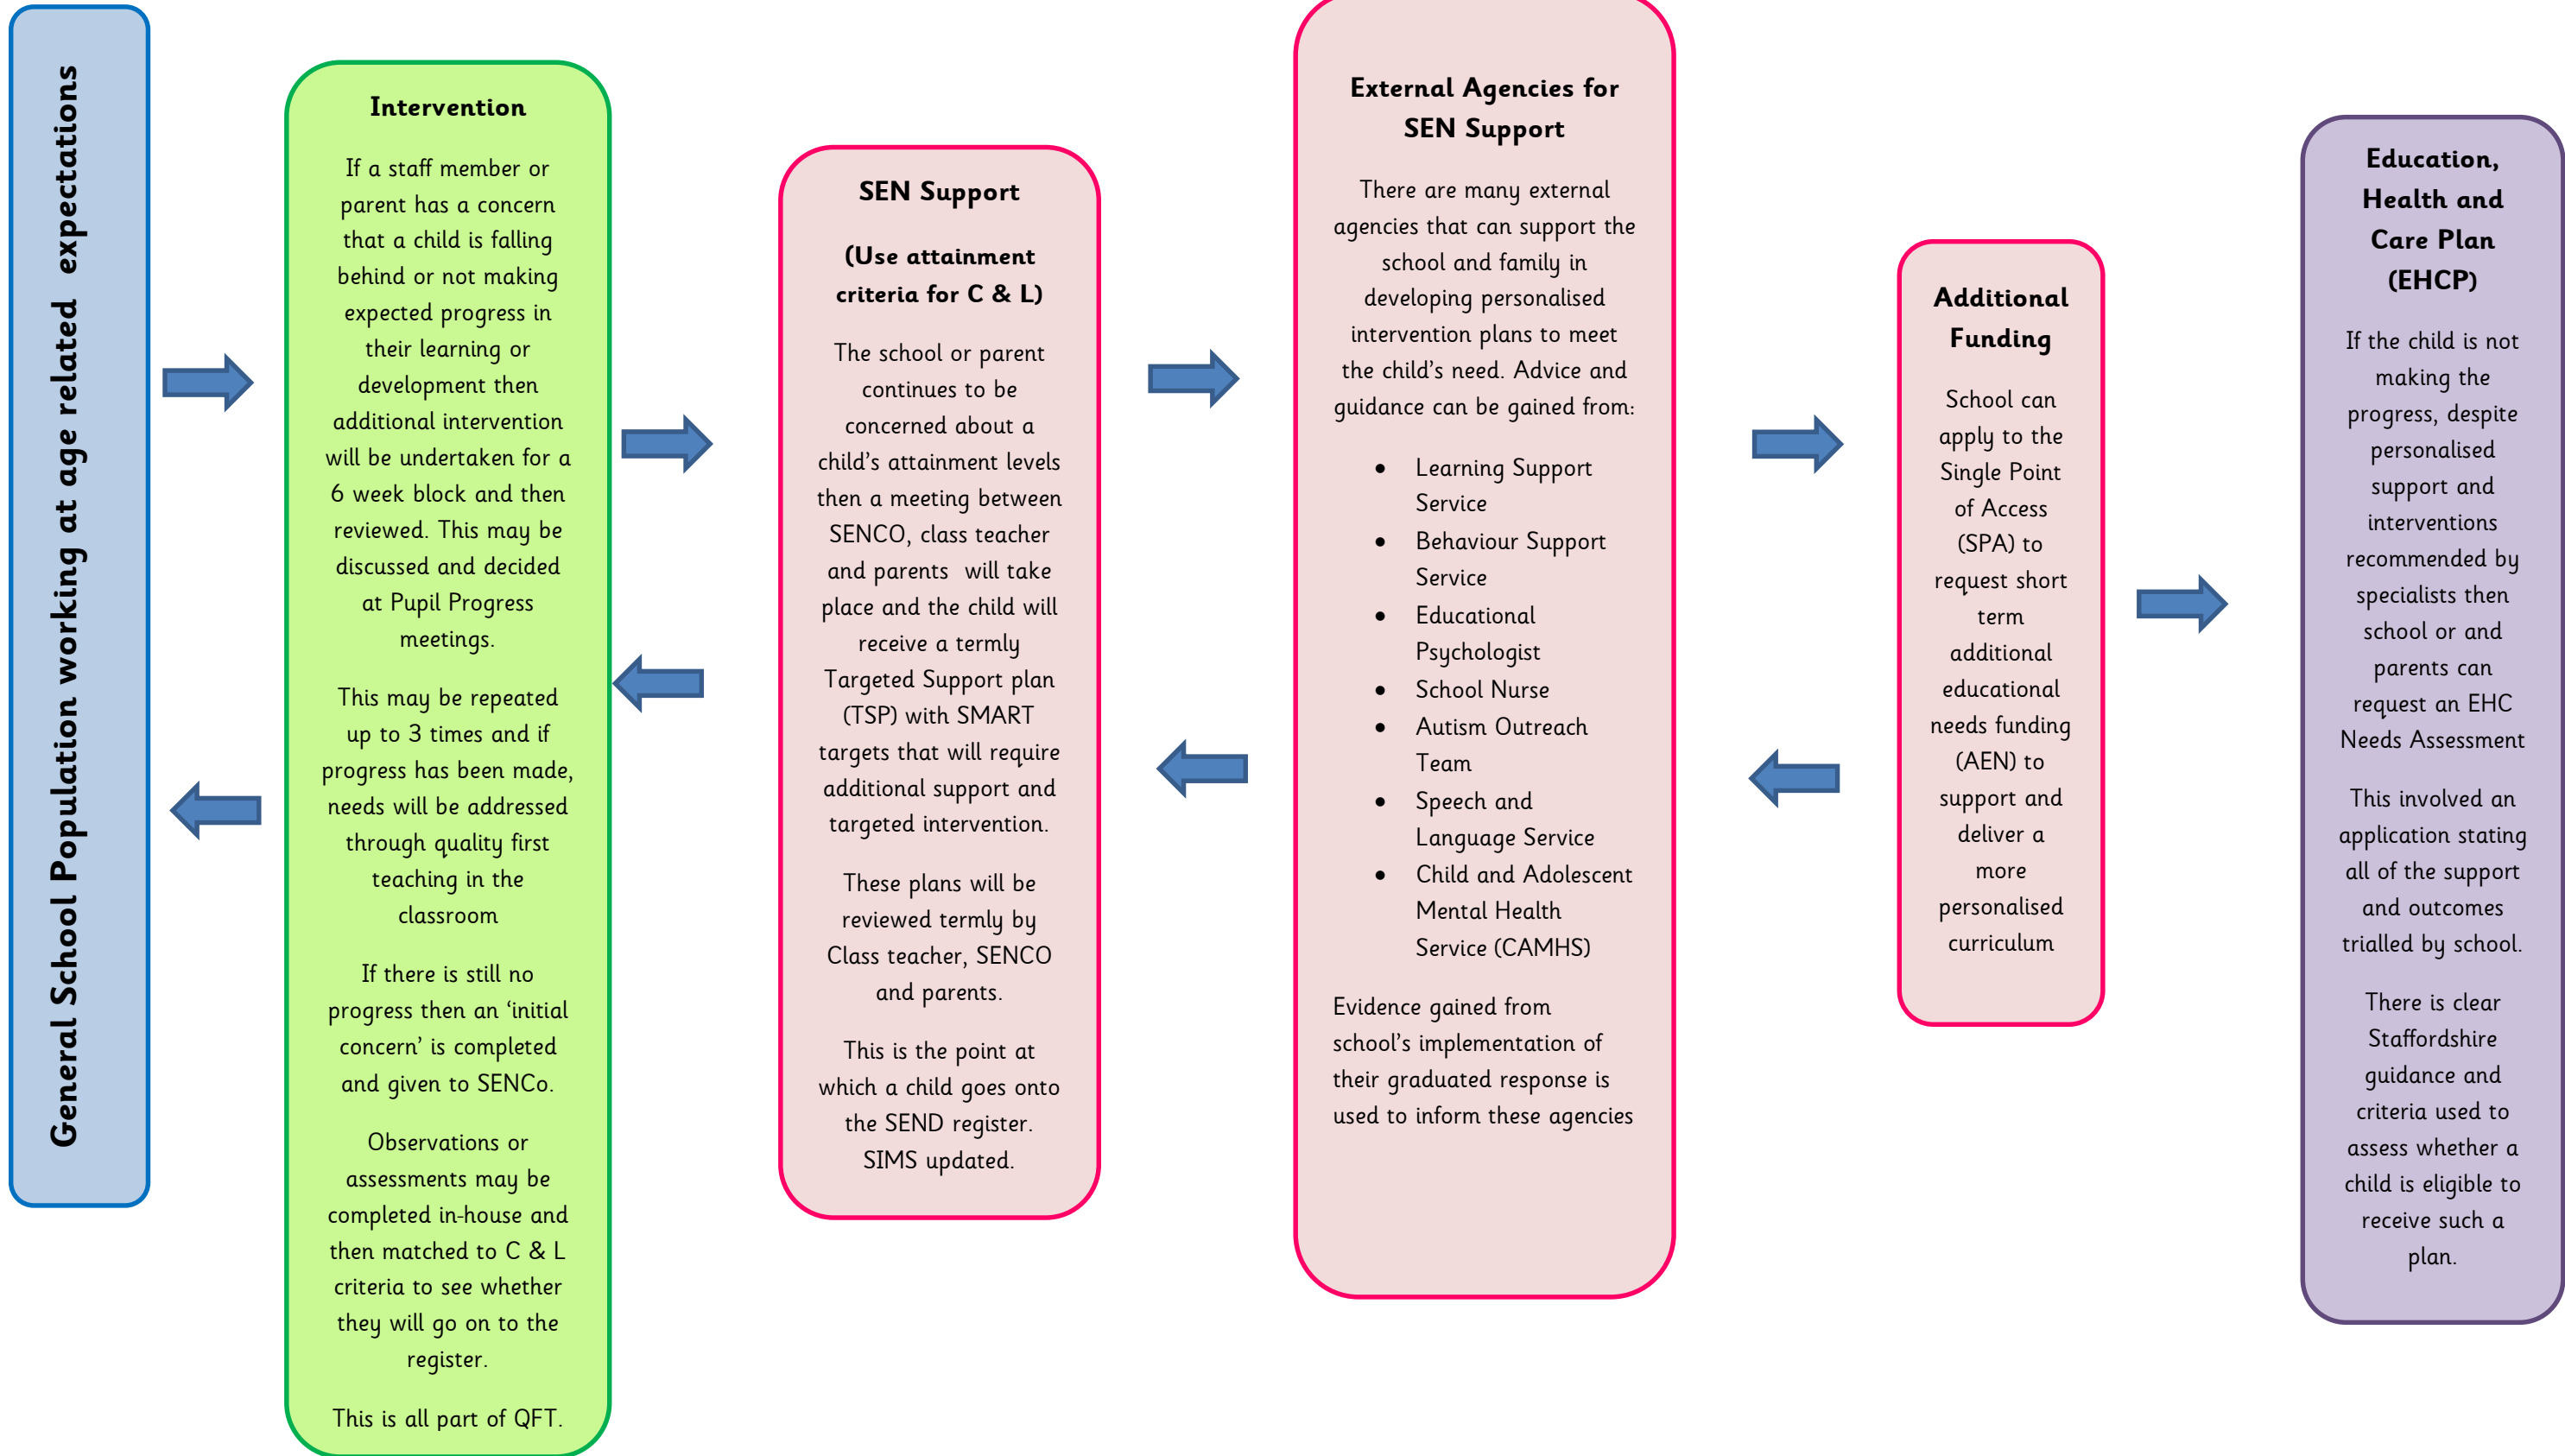 General School Population working at age related  expectations
Intervention
If a staff member or
parent has a concern
that a child is falling
behind or not making
expected progress in
their learning or
development then
additional intervention
will be undertaken for a
6 week block and then
reviewed. This may be
discussed and decided
at Pupil Progress
meetings.
This may be repeated
up to 3 times and if
progress has been made,
needs will be addressed
through quality first
teaching in the
classroom
If there is still no
progress then an ‘initial
concern’ is completed
and given to SENCo.
Observations or
assessments may be
completed in-house and
then matched to C & L
criteria to see whether
they will go on to the
register.
This is all part of QFT.
SEN Support
(Use attainment
criteria for C & L)
The school or parent
continues to be
concerned about a
child’s attainment levels
then a meeting between
SENCO, class teacher
and parents  will take
place and the child will
receive a termly
Targeted Support plan
(TSP) with SMART
targets that will require
additional support and
targeted intervention.
These plans will be
reviewed termly by
Class teacher, SENCO
and parents.
This is the point at
which a child goes onto
the SEND register.
SIMS updated.
External Agencies for
SEN Support
There are many external
agencies that can support the
school and family in
developing personalised
intervention plans to meet
the child’s need. Advice and
guidance can be gained from:
• Learning Support
Service
• Behaviour Support
Service
• Educational
Psychologist
• School Nurse
• Autism Outreach
Team
• Speech and
Language Service
• Child and Adolescent
Mental Health
Service (CAMHS)
Evidence gained from
school’s implementation of
their graduated response is
used to inform these agencies
Additional
Funding
School can
apply to the
Single Point
of Access
(SPA) to
request short
term
additional
educational
needs funding
(AEN) to
support and
deliver a
more
personalised
curriculum
Education,
Health and
Care Plan
(EHCP)
If the child is not
making the
progress, despite
personalised
support and
interventions
recommended by
specialists then
school or and
parents can
request an EHC
Needs Assessment
This involved an
application stating
all of the support
and outcomes
trialled by school.
There is clear
Staffordshire
guidance and
criteria used to
assess whether a
child is eligible to
receive such a
plan.